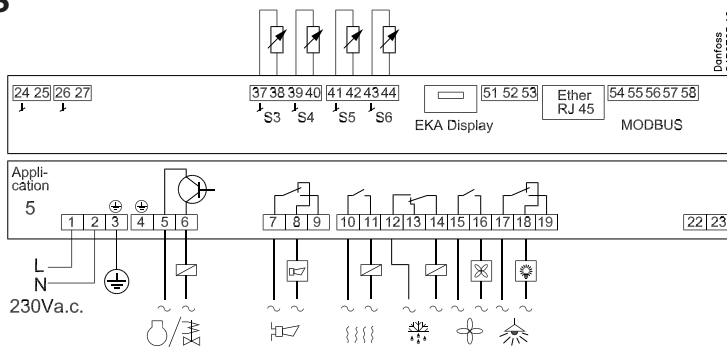 24 25 26 27 37 38 39 40 41 42 43 44 51 52 53 Ether RJ 45 54 55 56 57 58
S3 S4 S5 S6
EKA Display
MODBUS
Danfoss
Appli-
cation
5
1 2 3 4 5 6 7 8 9 10 11 12 13 14 15 16 17 18 19 22 23
L
N
230Va.c.